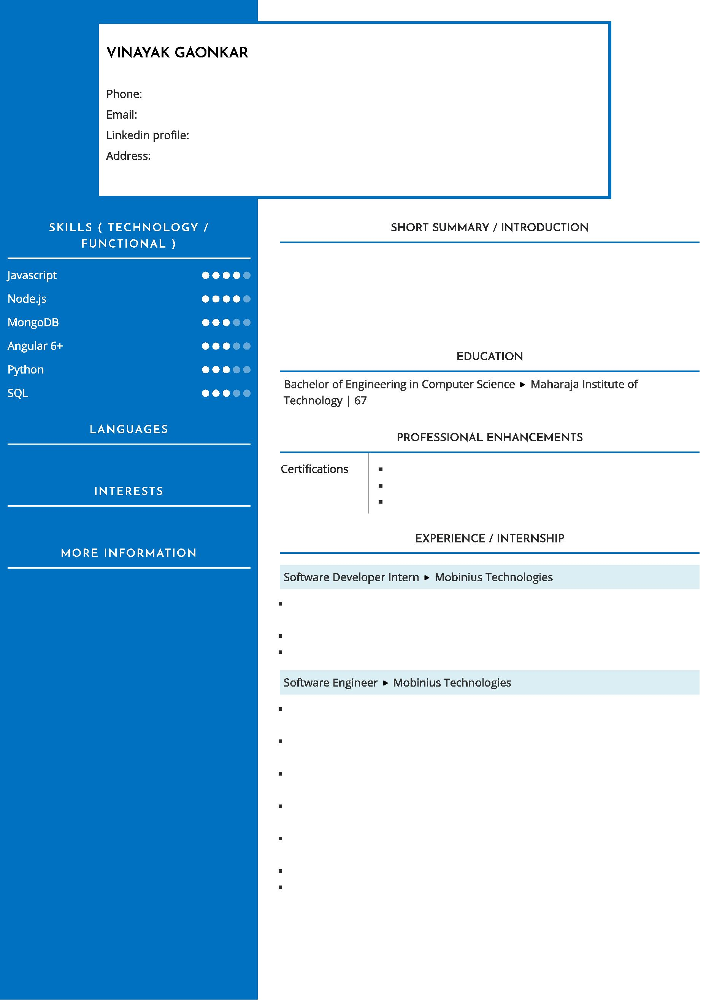 VINAYAK GAONKAR
Phone:
Email:
Linkedin profile:
Address:
SKILLS ( TECHNOLOGY /
FUNCTIONAL )
Javascript
Node.js
MongoDB
Angular 6+
Python
SQL
LANGUAGES
INTERESTS
MORE INFORMATION
SHORT SUMMARY / INTRODUCTION
EDUCATION
Bachelor of Engineering in Computer Science ▸ Maharaja Institute of
Technology | 67
PROFESSIONAL ENHANCEMENTS
Certifications
EXPERIENCE / INTERNSHIP
Software Developer Intern ▸ Mobinius Technologies
Software Engineer ▸ Mobinius Technologies